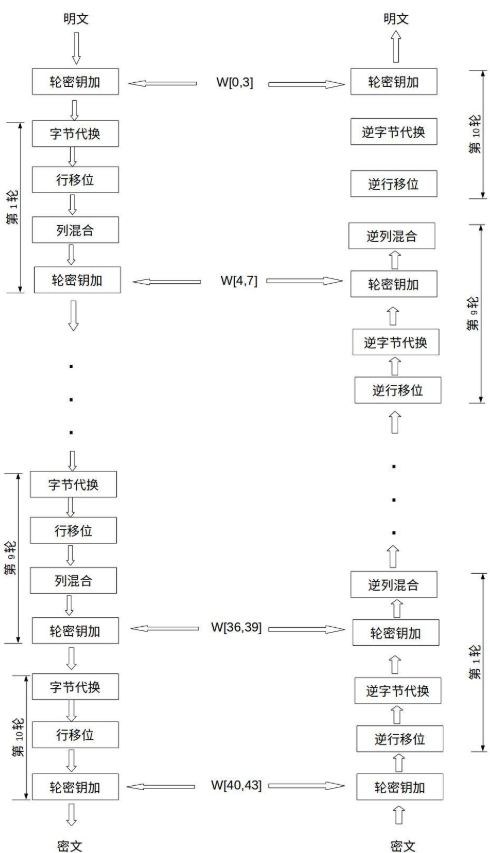 明文
明文
轮密钥加
W[0,3]
轮密钥加
字节代换
逆字节代换
行移位
逆行移位
列混合
逆列混合
轮密钥加
W[4,7]
轮密钥加
第1轮
第10轮
逆字节代换
逆行移位
第9轮
字节代换
行移位
列混合
逆列混合
轮密钥加
W[36,39]
轮密钥加
第9轮
字节代换
逆字节代换
行移位
逆行移位
第1轮
轮密钥加
W[40,43]
轮密钥加
第10轮
密文
密文